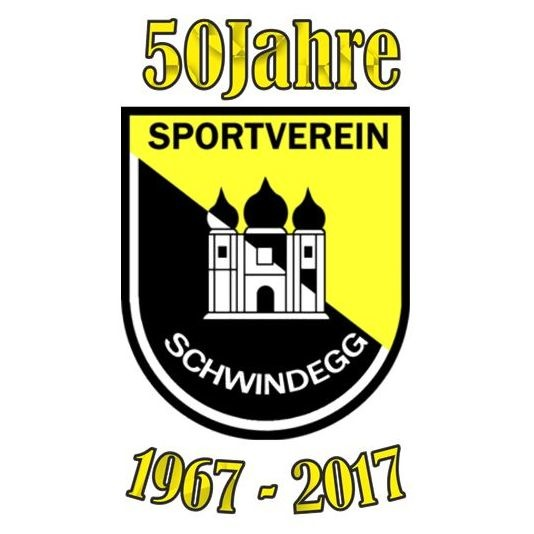 50Jahre
SPORTVEREIN
SCHWINDEGG
1967 - 2017